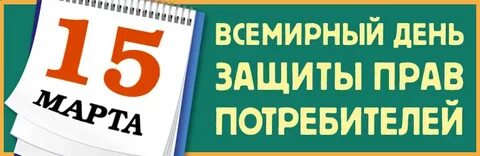 15
МАРТА
ВСЕМИРНЫЙ ДЕНЬ
ЗАЩИТЫ ПРАВ
ПОТРЕБИТЕЛЕЙ